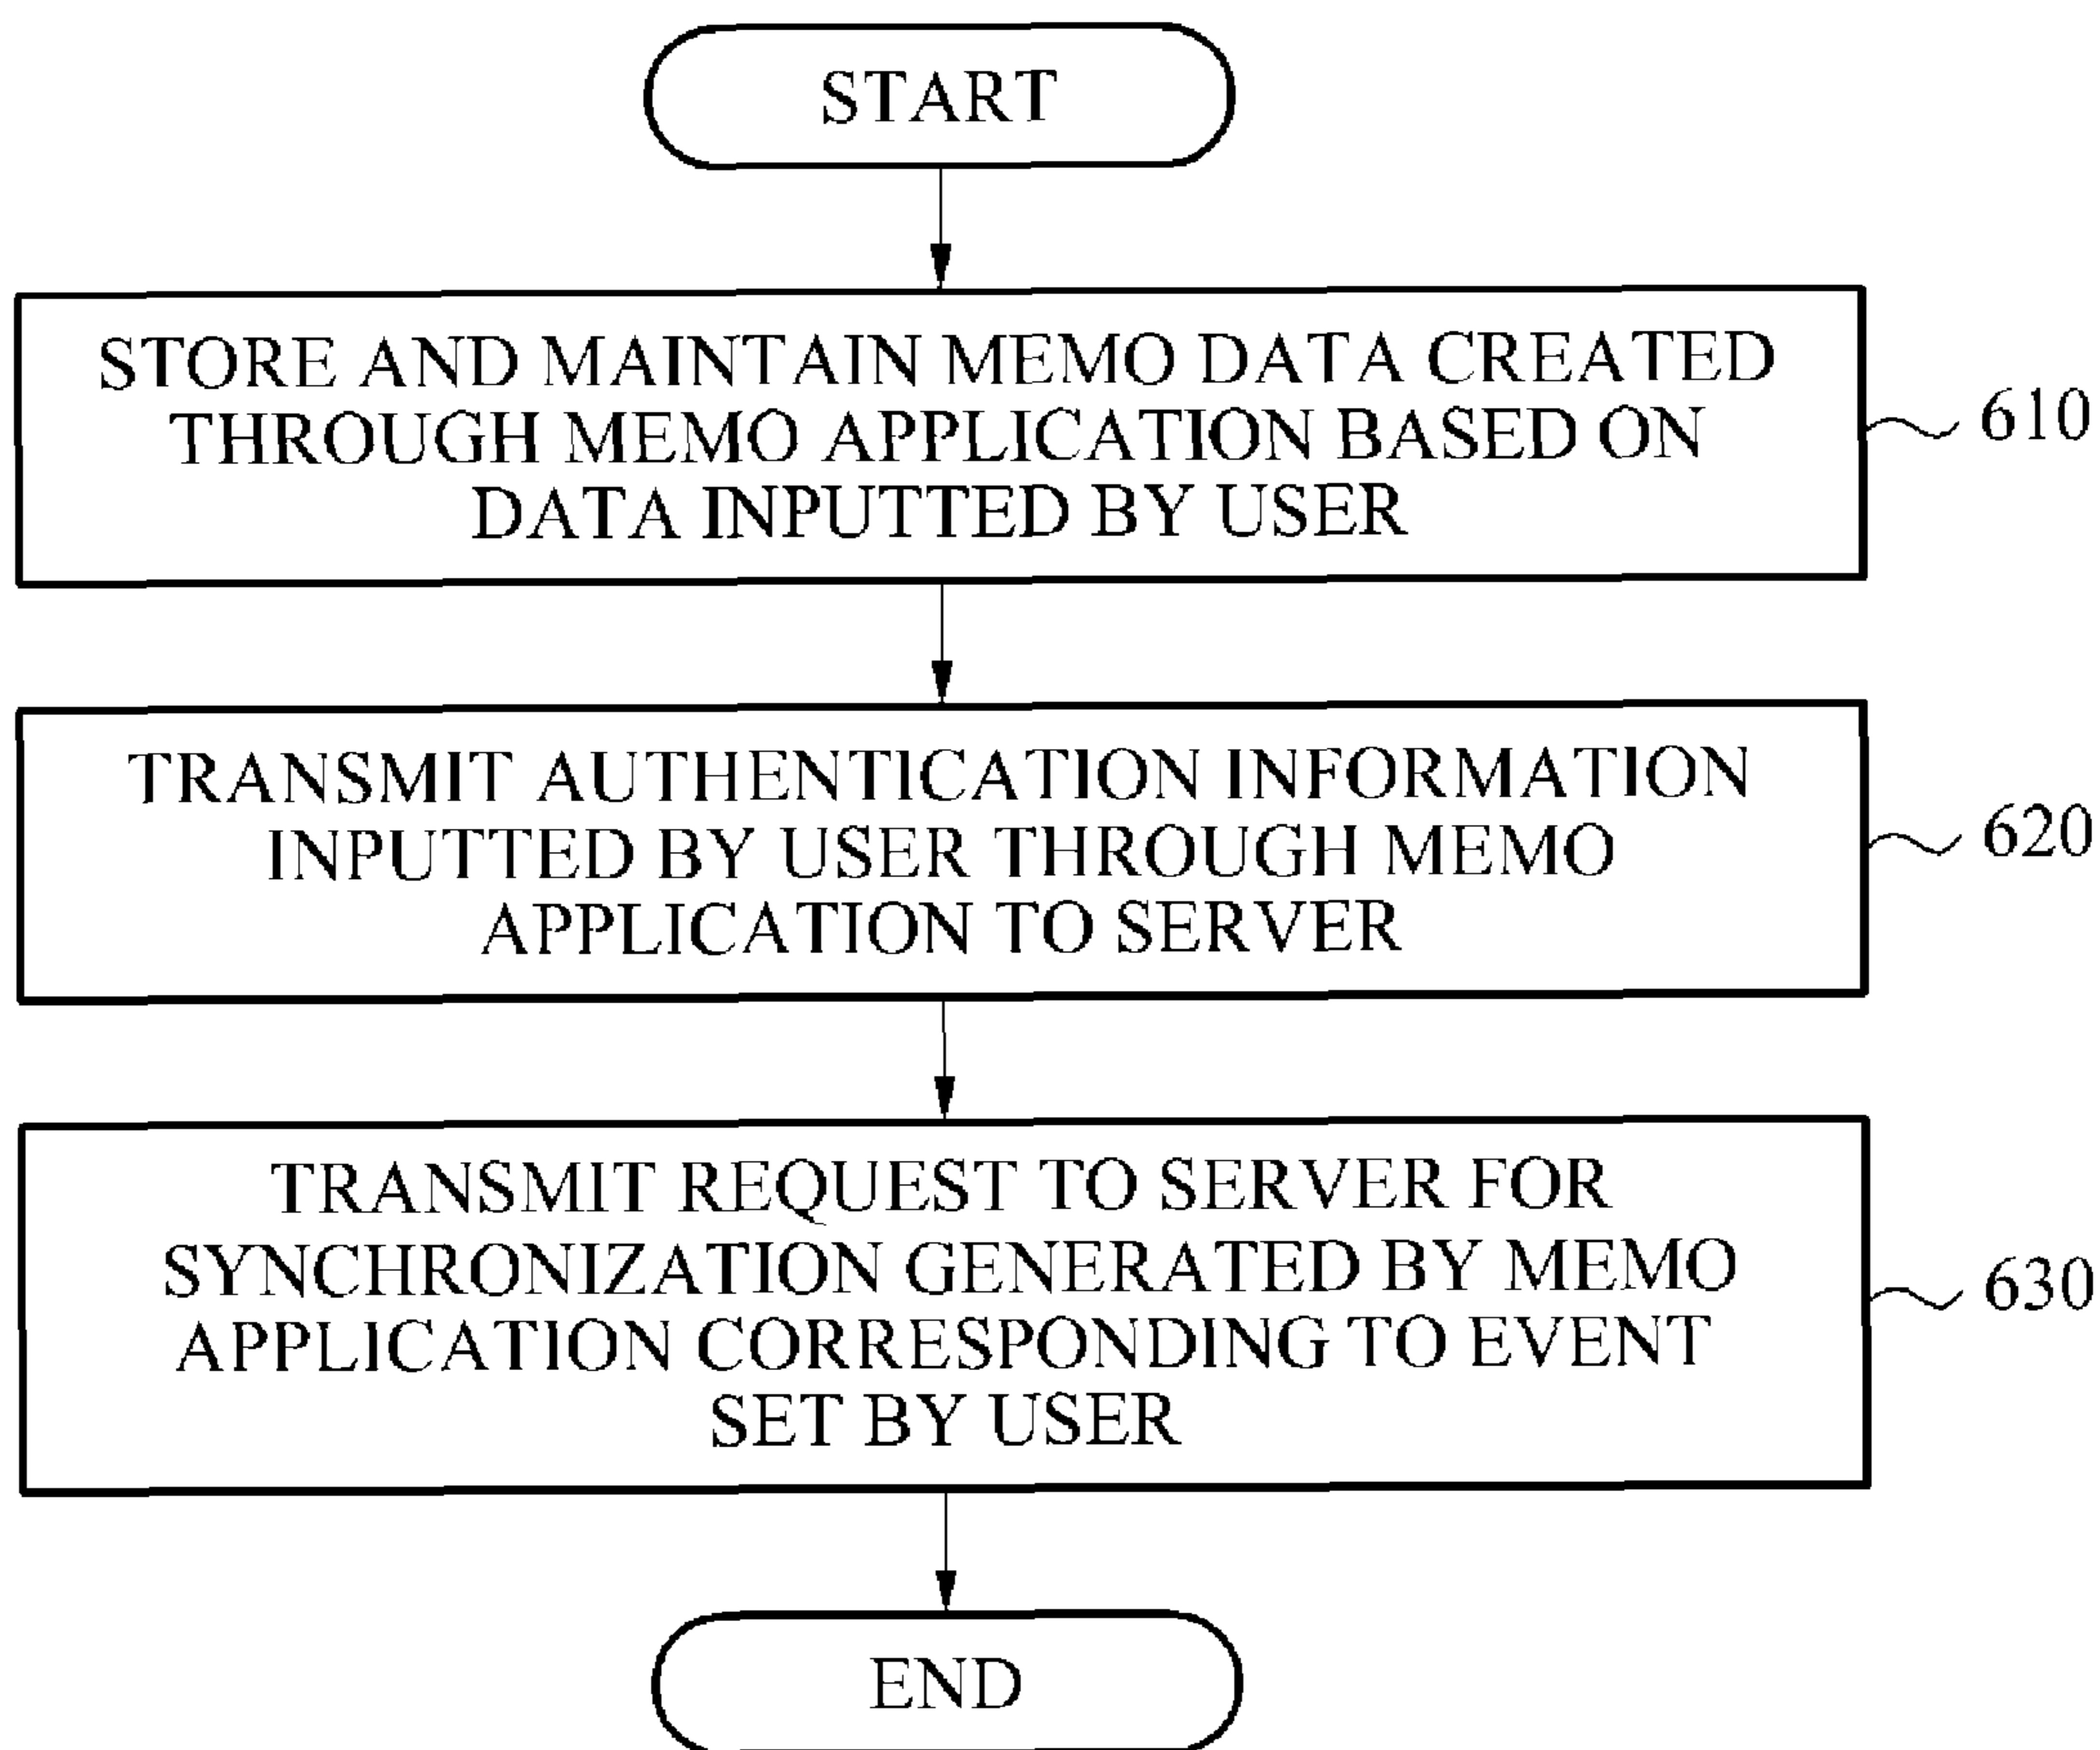 START
STORE AND MAINTAIN MEMO DATA CREATED
THROUGH MEMO APPLICATION BASED ON
DATA INPUTTED BY USER
610
TRANSMIT AUTHENTICATION INFORMATION
INPUTTED BY USER THROUGH MEMO
APPLICATION TO SERVER
620
TRANSMIT REQUEST TO SERVER FOR
SYNCHRONIZATION GENERATED BY MEMO
APPLICATION CORRESPONDING TO EVENT
SET BY USER
630
END